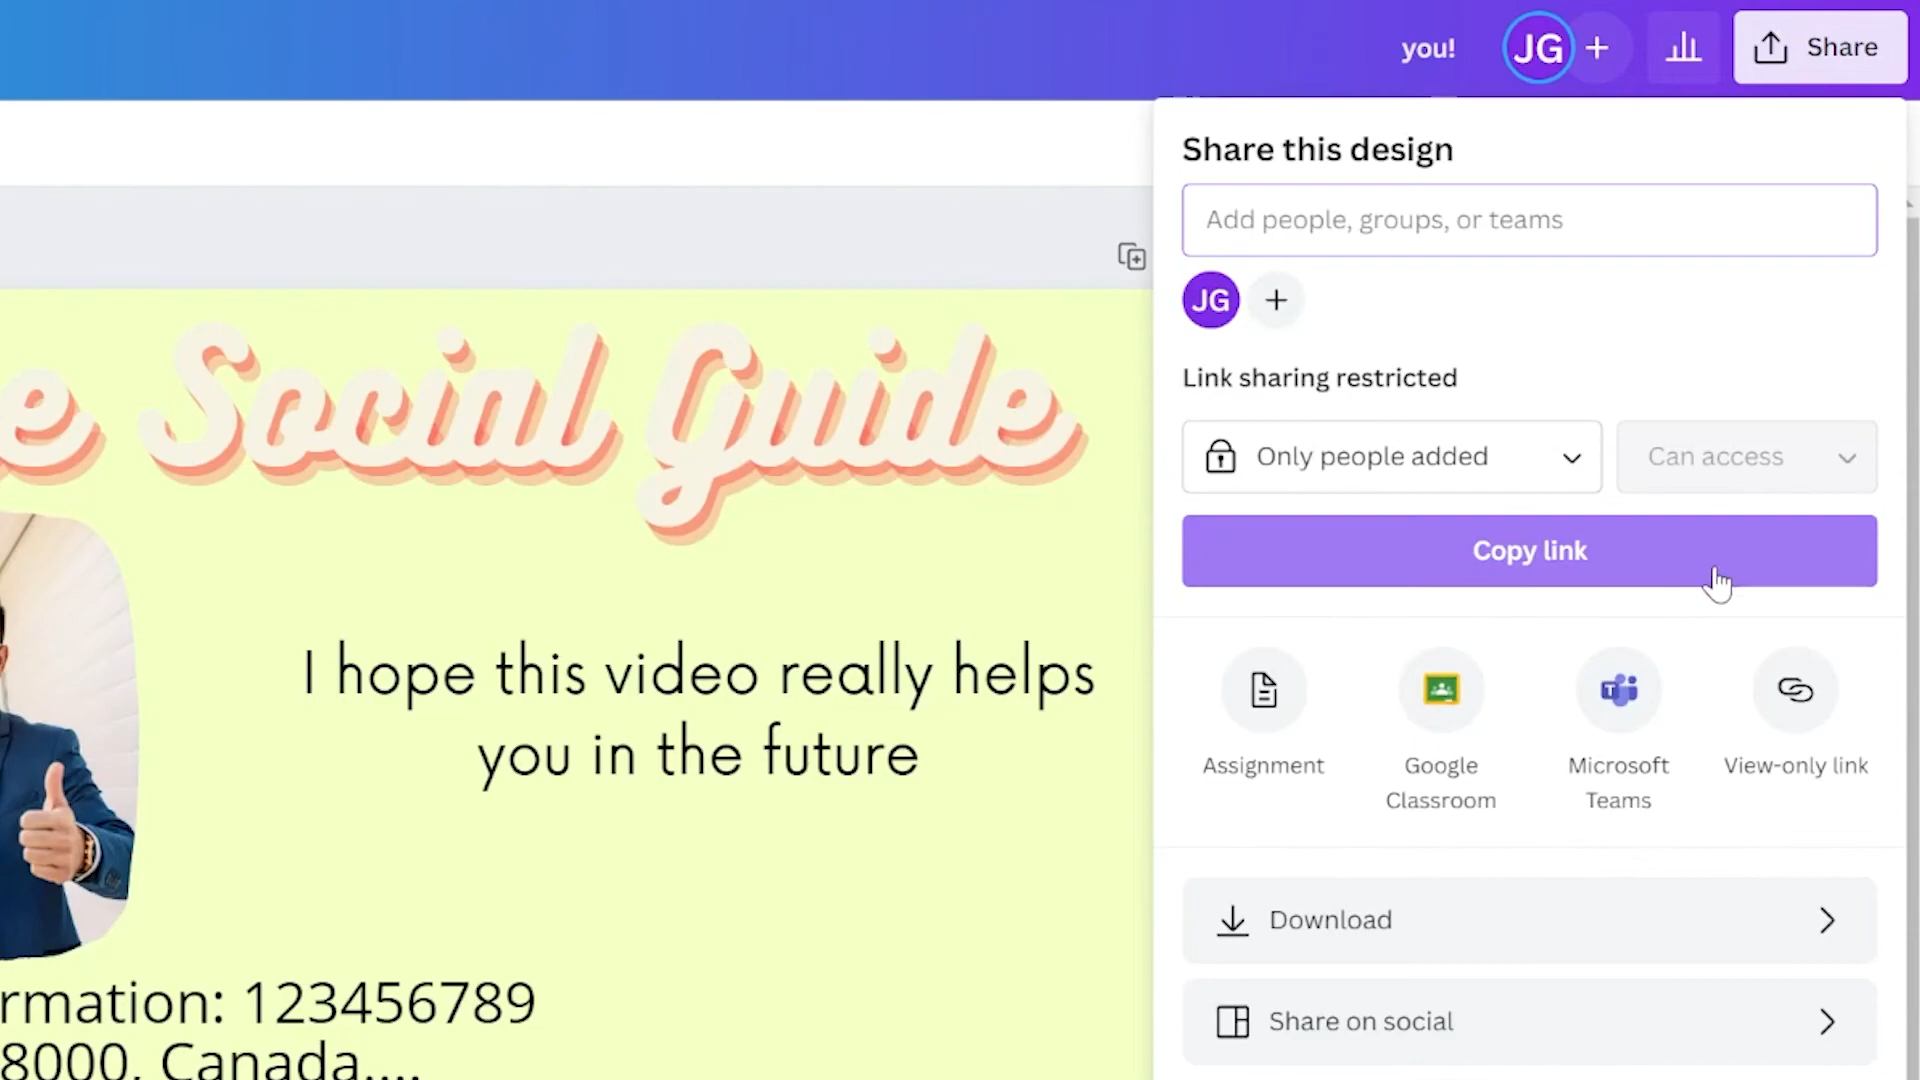 you!
JG
+
Share
Share this design
Add people, groups, or teams
JG
+
Link sharing restricted
Only people added
Can access
Copy link
Assignment
Google
Classroom
Microsoft
Teams
View-only link
Download
Share on social
e Social Guide
I hope this video really helps
you in the future
rmation: 123456789
8000, Canada....